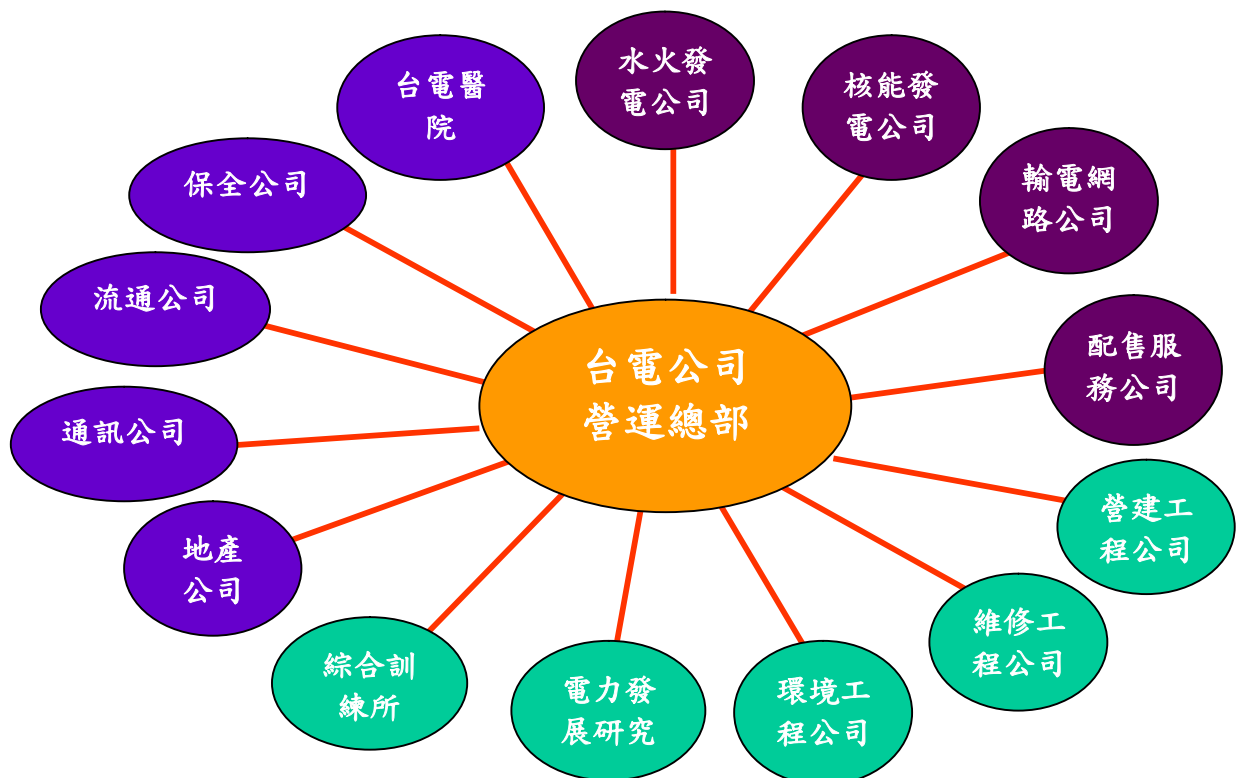 台電公司
營運總部
水火發
電公司
核能發
電公司
輸電網
路公司
配售服
務公司
營建工
程公司
維修工
程公司
環境工
程公司
電力發
展研究
綜合訓
練所
地產
公司
通訊公司
流通公司
保全公司
台電醫
院